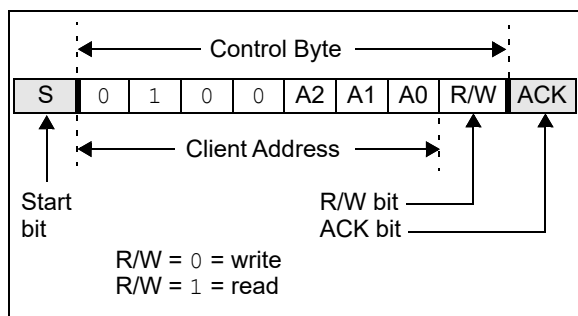 Control Byte
S 0 1 0 0 A2 A1 A0 R/W ACK
Client Address
Start bit
R/W bit
ACK bit
R/W = 0 = write
R/W = 1 = read